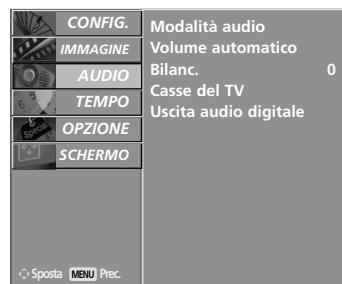 CONFIG.
IMMAGINE
AUDIO
TEMPO
OPZIONE
SCHERMO
Sposta MENU Prec.
Modalità audio
Volume automatico
Bilanc. 0
Casse del TV
Uscita audio digitale